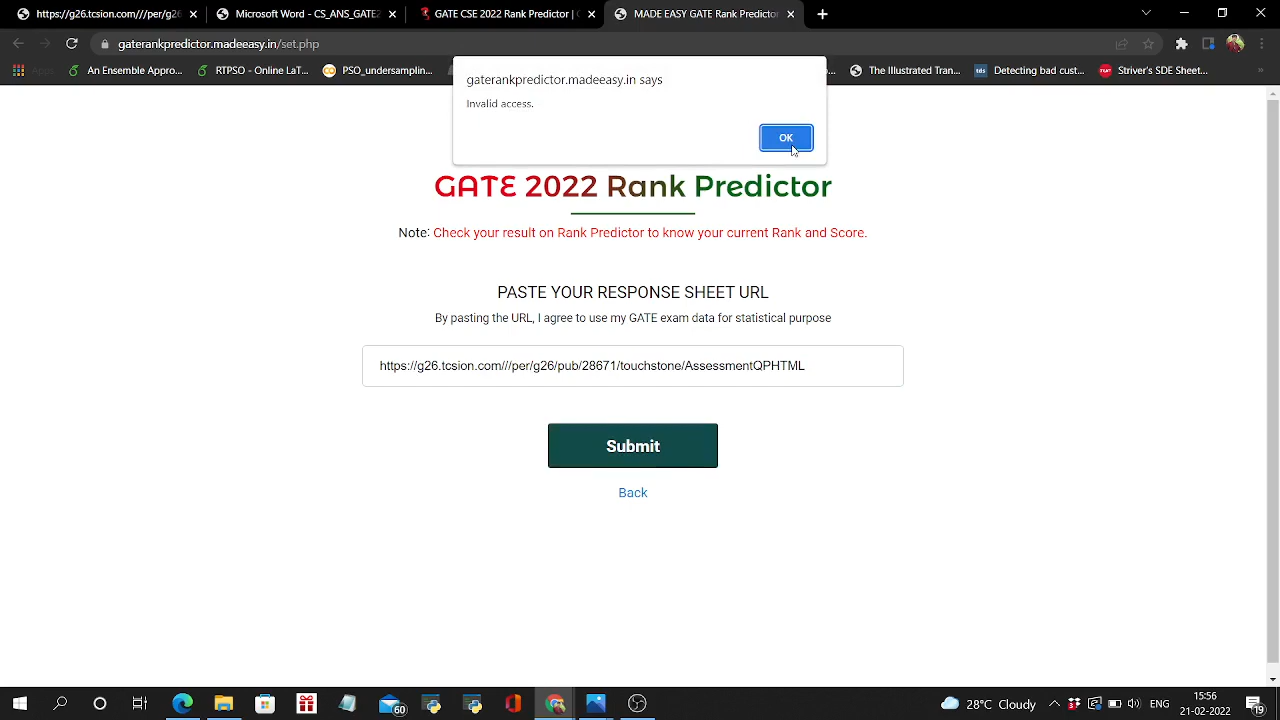 https://g26.tcsion.com///per/g26
Microsoft Word - CS_ANS_GATE2
GATE CSE 2022 Rank Predictor | (
MADE EASY GATE Rank Predictor
gaterankpredictor.madeeasy.in/set.php
Apps
An Ensemble Appro...
RTPSO - Online LaT...
PSO_undersamplin...
The Illustrated Tran...
tds
Detecting bad cust...
Striver's SDE Sheet...
»
gaterankpredictor.madeeasy.in says
Invalid access.
OK
GATE 2022 Rank Predictor
Note: Check your result on Rank Predictor to know your current Rank and Score.
PASTE YOUR RESPONSE SHEET URL
By pasting the URL, I agree to use my GATE exam data for statistical purpose
https://g26.tcsion.com///per/g26/pub/28671/touchstone/AssessmentQPHTML
Submit
Back
60
28°C Cloudy
ENG
15:56
21-02-2022
19